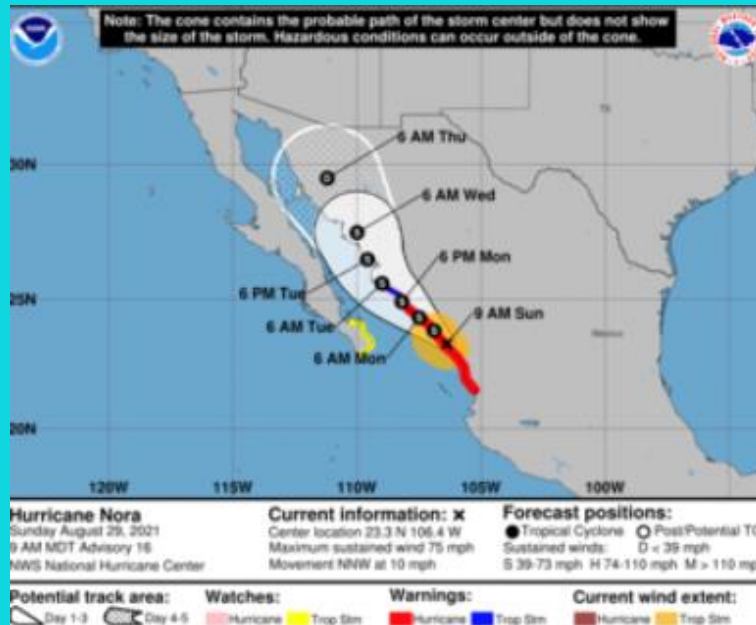 Note: The cone contains the probable path of the storm center but does not show
the size of the storm. Hazardous conditions can occur outside of the cone.
6 AM Thu
30N
6 AM Wed
6 PM Mon
25N
6 PM Tue
9 AM Sun
6 AM Tue
6 AM Mon
Mexico
20N
120W 115W 110W 105W 100W
Hurricane Nora
Sunday August 29, 2021
9 AM MDT Advisory 16
NWS National Hurricane Center
Current information: x
Center location 23.3 N 106.4 W
Maximum sustained wind 75 mph
Movement NNW at 10 mph
Forecast positions:
● Tropical Cyclone ○ Post/Potential TC
Sustained winds: D < 39 mph
S 39-73 mph H 74-110 mph M > 110 mph
Potential track area:
Day 1-3 Day 4-5
Watches:
Hurricane Trop Stm
Warnings:
Hurricane Trop Stm
Current wind extent:
Hurricane Trop Stm